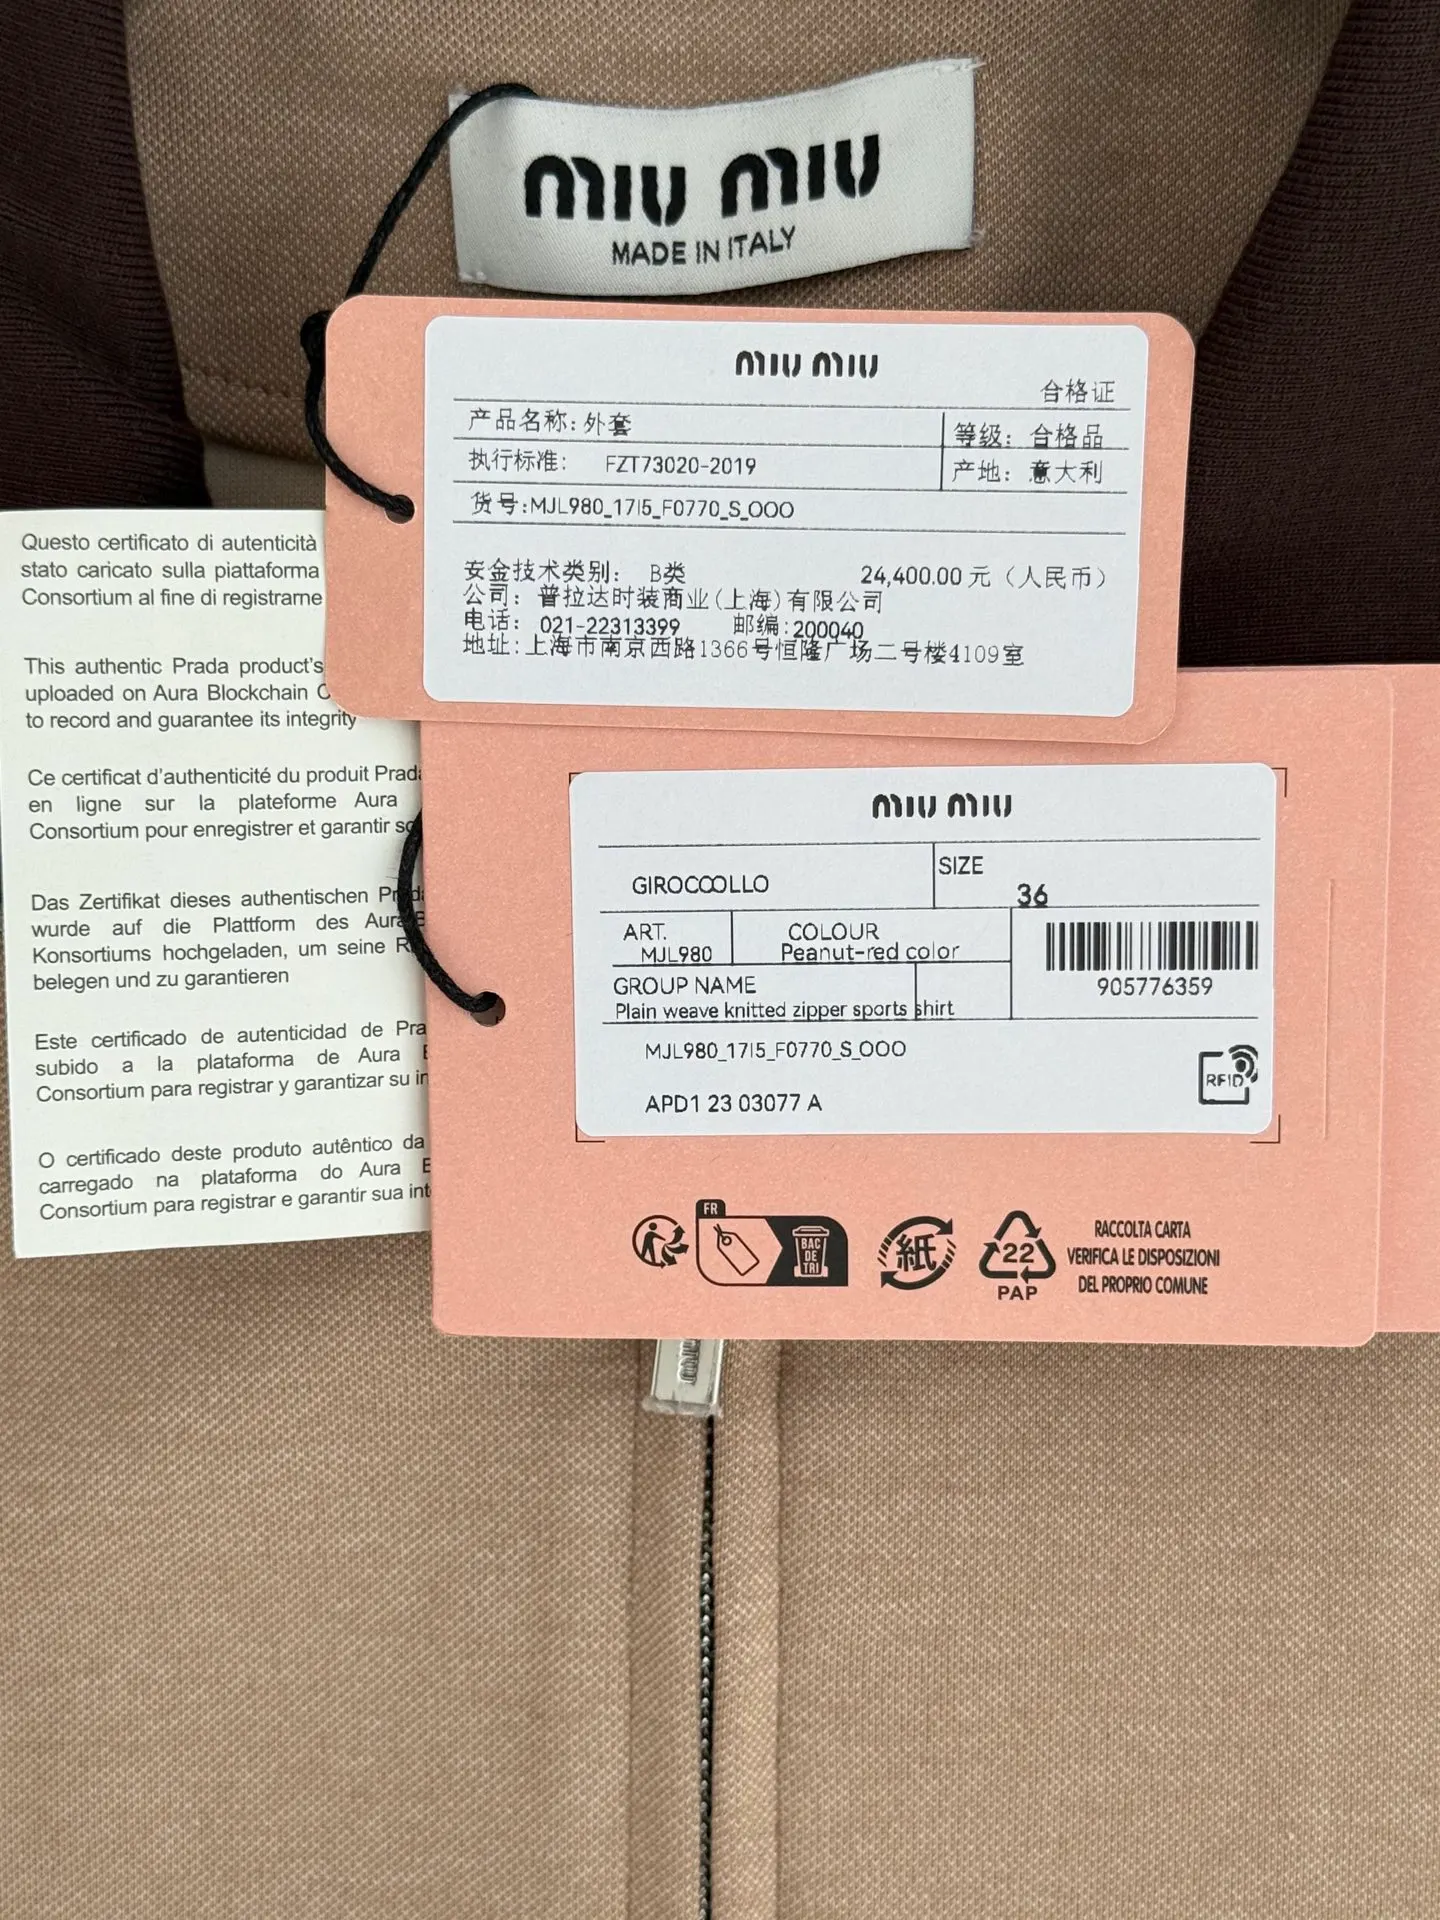 MIU MIU
MADE IN ITALY
MIU MIU
合格证
产品名称: 外套
等级: 合格品
执行标准: FZT73020-2019
产地: 意大利
货号:MJL980_17I5_F0770_S_OOO
安金技术类别: B类 24,400.00 元 (人民币)
公司: 普拉达时装商业(上海)有限公司
电话: 021-22313399 邮编:200040
地址:上海市南京西路1366号恒隆广场二号楼4109室
Questo certificato di autenticità
stato caricato sulla piattaforma
Consortium al fine di registrarne
This authentic Prada product's
uploaded on Aura Blockchain
to record and guarantee its integrity
Ce certificat d'authenticité du produit Prada
en ligne sur la plateforme Aura
Consortium pour enregistrer et garantir
Das Zertifikat dieses authentischen Prada
wurde auf die Plattform des Aura
Konsortiums hochgeladen, um seine
belegen und zu garantieren
Este certificado de autenticidad de Pra
subido a la plataforma de Aura
Consortium para registrar y garantizar su
O certificado deste produto autêntico da
carregado na plataforma do Aura
Consortium para registrar e garantir sua
MIU MIU
GIROCOOLLO
SIZE
36
ART.
MJL980
COLOUR
Peanut-red color
905776359
GROUP NAME
Plain weave knitted zipper sports shirt
MJL980_17I5_F0770_S_OOO
RFID
APD1 23 03077 A
FR
BAC
DE
TRI
紙
22
PAP
RACCOLTA CARTA
VERIFICA LE DISPOSIZIONI
DEL PROPRIO COMUNE